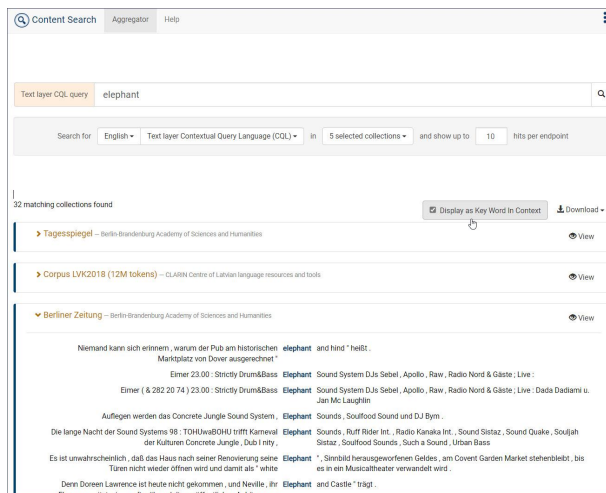 Content Search Aggregator Help
Text layer CQL query elephant
Search for English Text layer Contextual Query Language (CQL) in 5 selected collections and show up to 10 hits per endpoint
32 matching collections found
Display as Key Word In Context Download
Tagesspiegel – Berlin-Brandenburg Academy of Sciences and Humanities View
Corpus LVK2018 (12M tokens) – CLARIN Centre of Latvian language resources and tools View
Berliner Zeitung – Berlin-Brandenburg Academy of Sciences and Humanities View
Niemand kann sich erinnern , warum der Pub am historischen elephant and hind " heißt .
Marktplatz von Dover ausgerechnet "
Eimer 23.00 : Strictly Drum&Bass Elephant Sound System DJs Sebel , Apollo , Raw , Radio Nord & Gäste ; Live :
Eimer ( & 282 20 74 ) 23.00 : Strictly Drum&Bass Elephant Sound System DJs Sebel , Apollo , Raw , Radio Nord & Gäste ; Live : Dada Dadiami u.
Jan Mc Laughlin
Auflegen werden das Concrete Jungle Sound System , Elephant Sounds , Soulfood Sound und DJ Bym .
Die lange Nacht der Sound Systems 98 : TOHUwaBOHU trifft Karneval Elephant Sounds , Ruff Rider Int. , Radio Kanaka Int. , Sound Sistaz , Sound Quake , Souljah
der Kulturen Concrete Jungle , Dub I nity , Sistaz , Soulfood Sounds , Such a Sound , Urban Bass
Es ist unwahrscheinlich , daß das Haus nach seiner Renovierung seine Elephant " , Sinnbild herausgeworfenen Geldes , am Covent Garden Market stehenbleibt , bis
Türen nicht wieder öffnen wird und damit als " white es in ein Musicaltheater verwandelt wird .
Denn Doreen Lawrence ist heute nicht gekommen , und Neville , ihr Elephant and Castle " trägt .